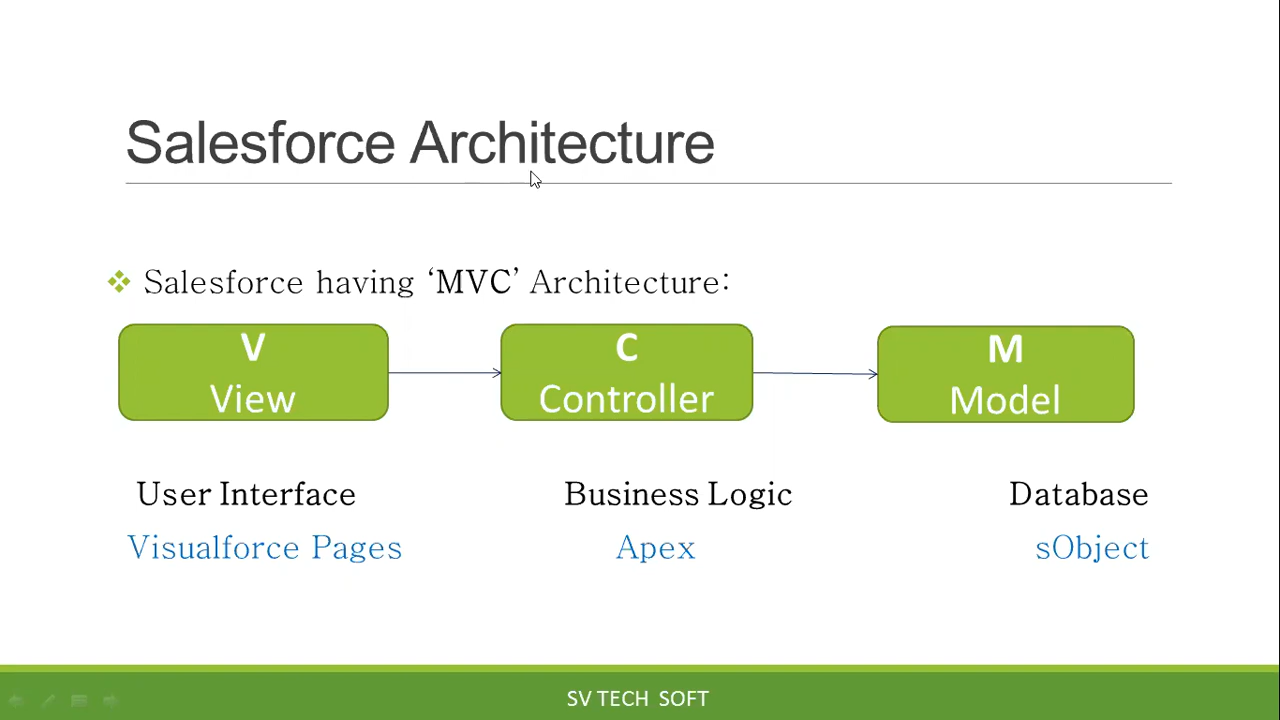 Salesforce Architecture
Salesforce having ‘MVC’ Architecture:
V
View
C
Controller
M
Model
User Interface
Business Logic
Database
Visualforce Pages
Apex
sObject
SV TECH SOFT